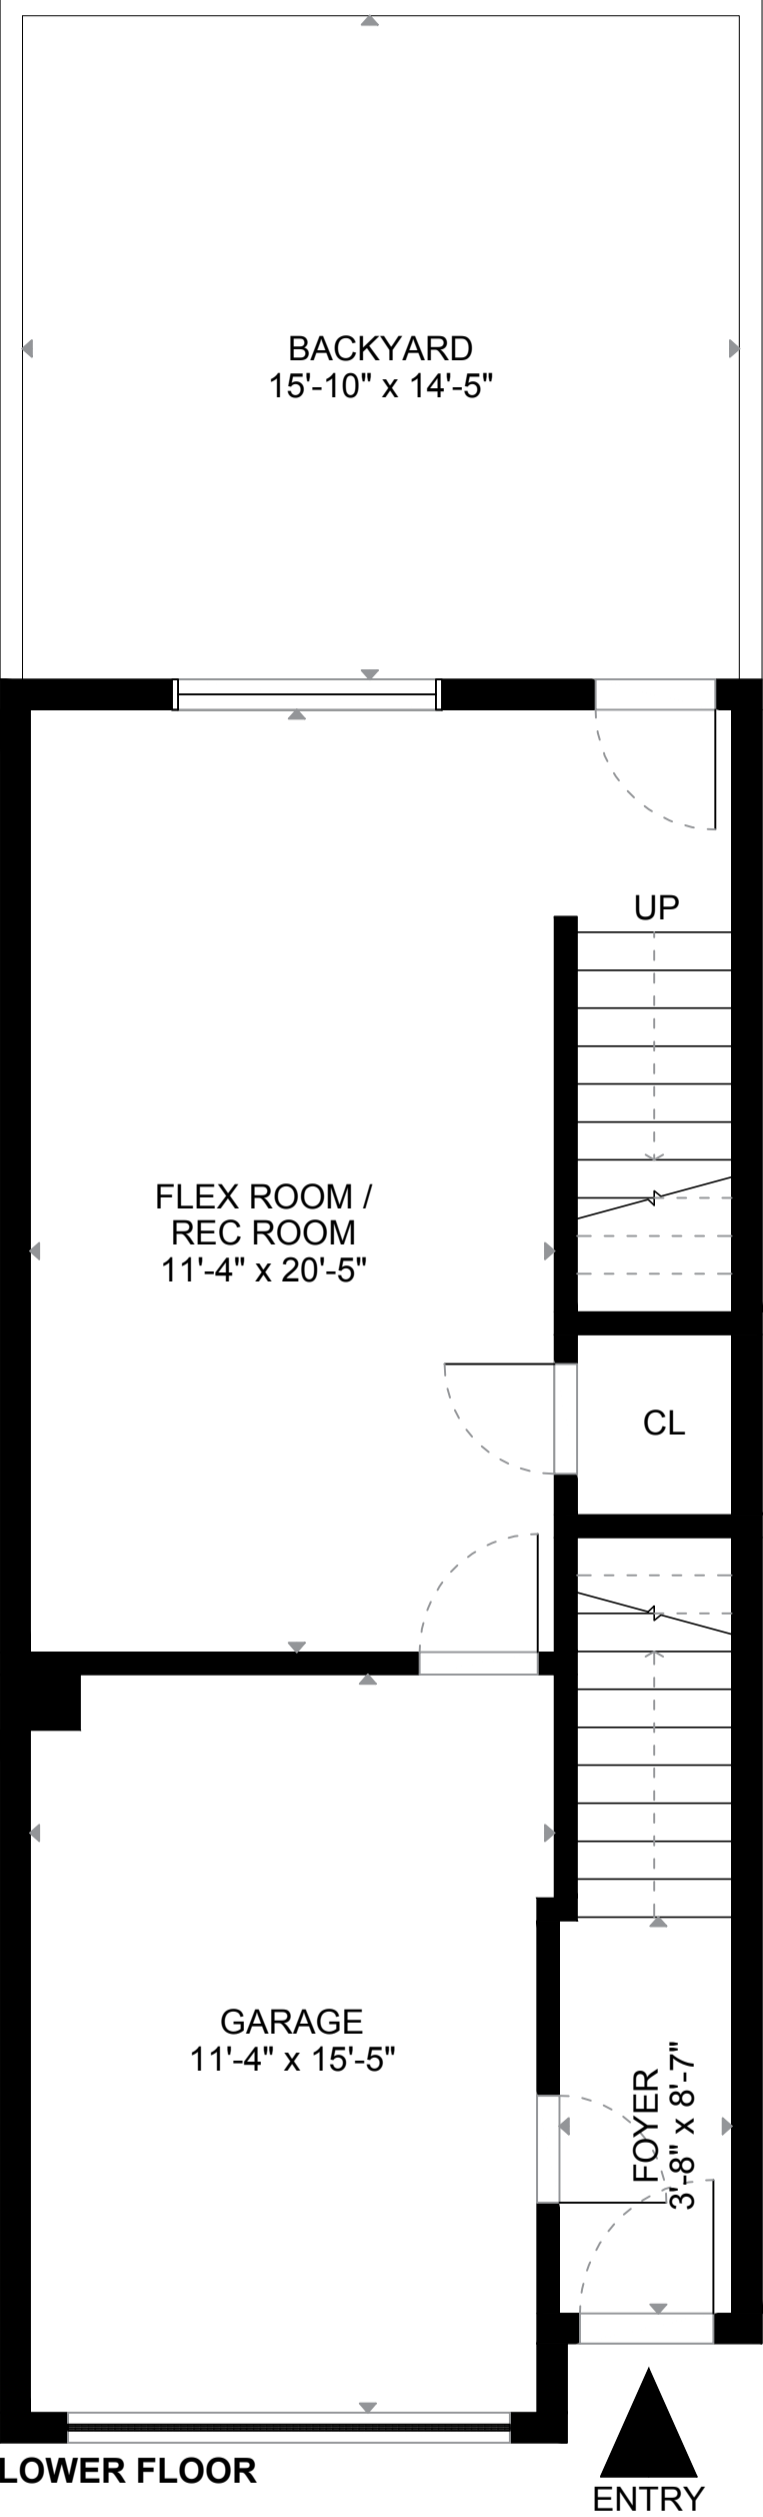 BACKYARD
15'-10" x 14'-5"
UP
FLEX ROOM /
REC ROOM
11'-4" x 20'-5"
CL
GARAGE
11'-4" x 15'-5"
FOYER
3'-8" x 8'-7"
LOWER FLOOR
ENTRY